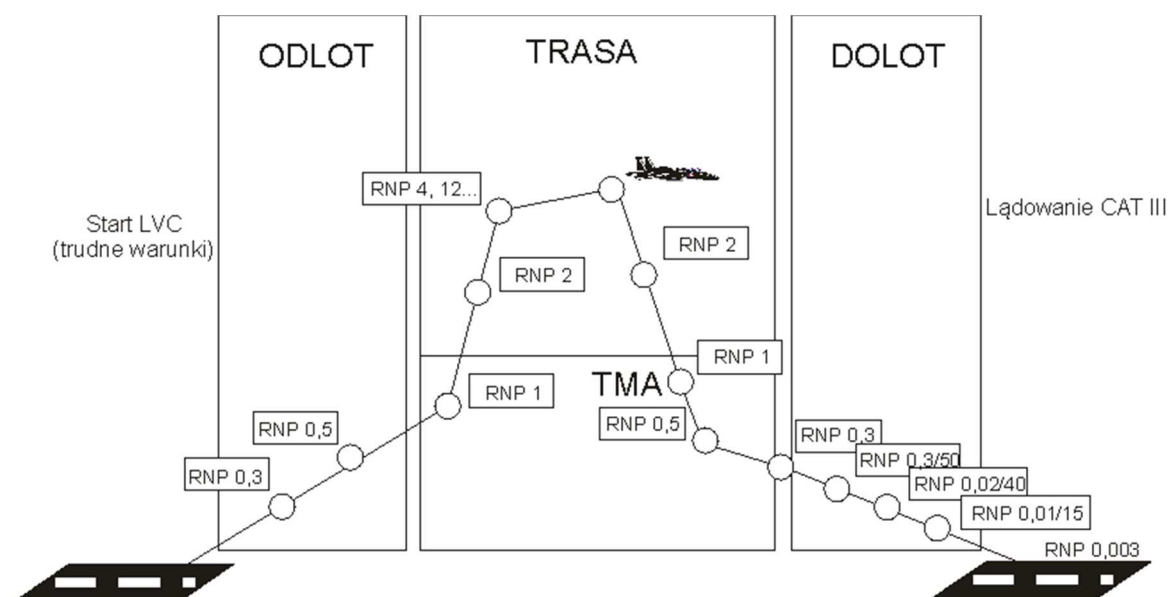 ODLOT
TRASA
DOLOT
RNP 4, 12...
Start LVC
(trudne warunki)
Lądowanie CAT III
RNP 2
RNP 2
RNP 1
TMA
RNP 1
RNP 0,5
RNP 0,5
RNP 0,3
RNP 0,3
RNP 0,3/50
RNP 0,02/40
RNP 0,01/15
RNP 0,003